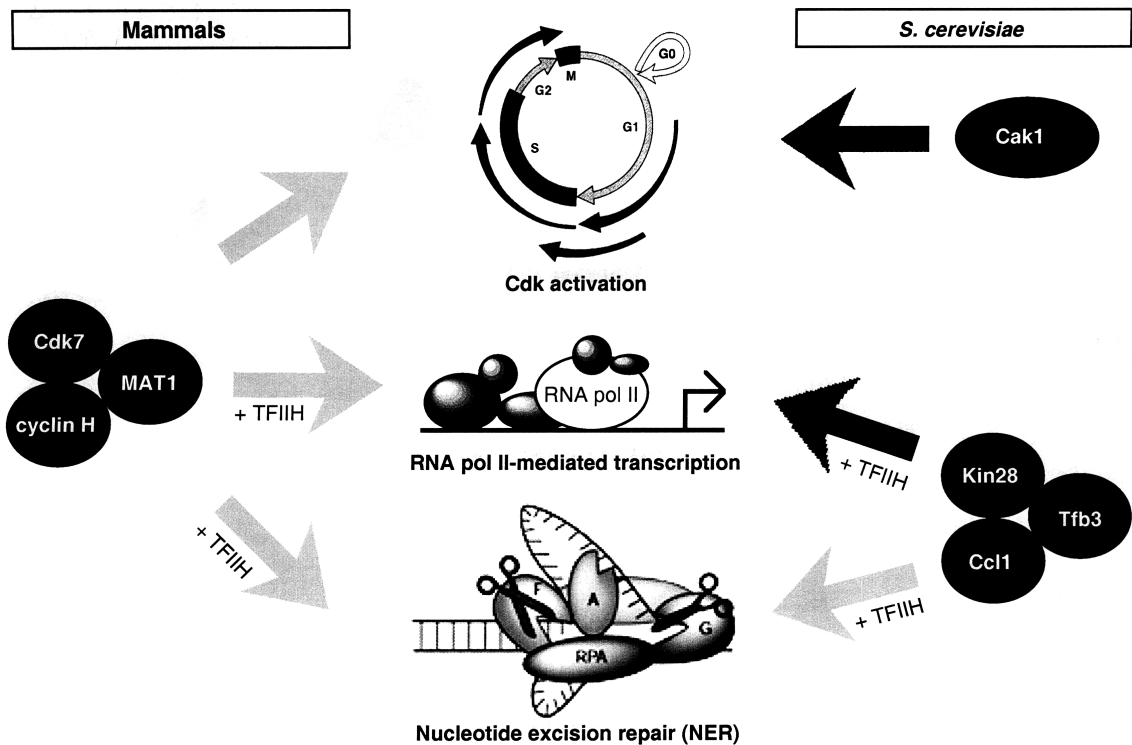 Mammals
S. cerevisiae
G0
M
G2
G1
S
Cak1
Cdk activation
Cdk7
MAT1
cyclin H
+ TFIIH
RNA pol II
RNA pol II-mediated transcription
+ TFIIH
Kin28
Tfb3
Ccl1
+ TFIIH
F
A
G
RPA
+ TFIIH
Nucleotide excision repair (NER)